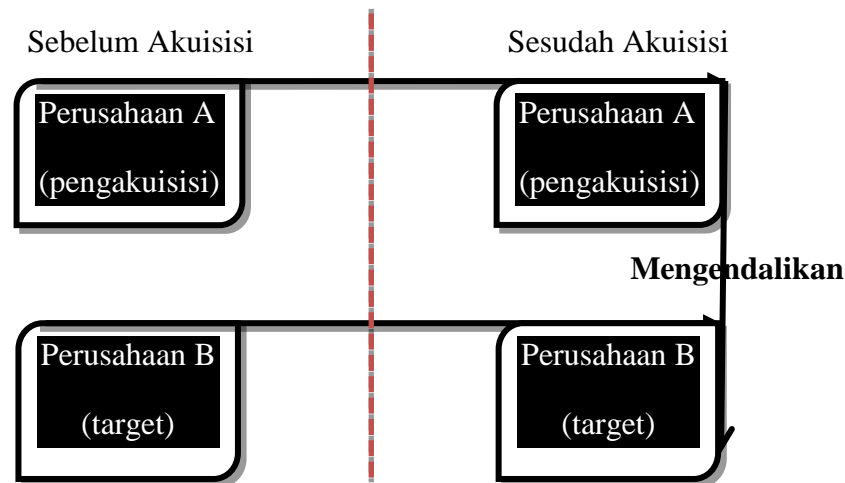 Sebelum Akuisisi
Sesudah Akuisisi
Perusahaan A
(pengakuisisi)
Perusahaan A
(pengakuisisi)
Mengendalikan
Perusahaan B
(target)
Perusahaan B
(target)